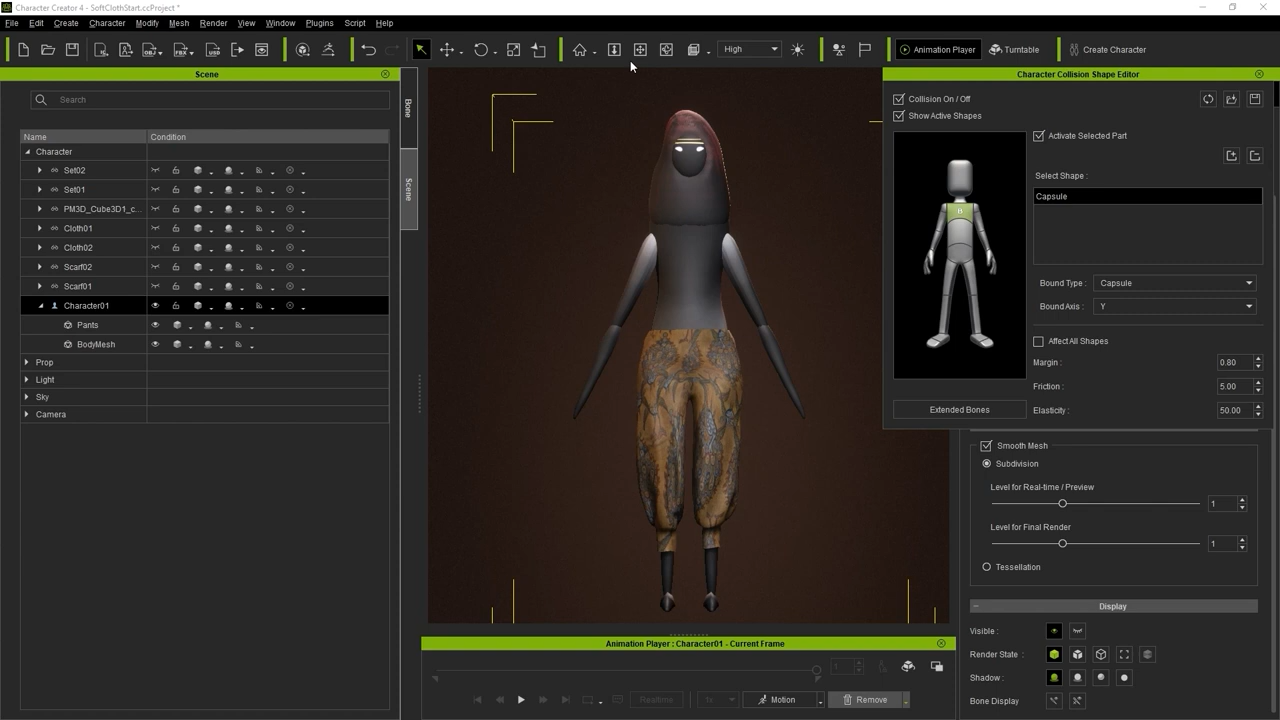 Character Creator 4 - SoftClothStart.ccProject *
File Edit Create Character Modify Mesh Render View Window Plugins Script Help
High Animation Player Turntable Create Character
Scene
Search
Name Condition
Character
Set02
Set01
PM3D_Cube3D1_c...
Cloth01
Cloth02
Scarf02
Scarf01
Character01
Pants
BodyMesh
Prop
Light
Sky
Camera
Bone
Scene
Character Collision Shape Editor
Collision On / Off
Show Active Shapes
Activate Selected Part
Select Shape :
Capsule
B
Bound Type : Capsule
Bound Axis : Y
Affect All Shapes
Margin : 0.80
Friction : 5.00
Extended Bones
Elasticity : 50.00
Smooth Mesh
Subdivision
Level for Real-time / Preview
1
Level for Final Render
1
Tessellation
Display
Visible :
Render State :
Shadow :
Bone Display
Animation Player : Character01 - Current Frame
1
Realtime 1x Motion Remove